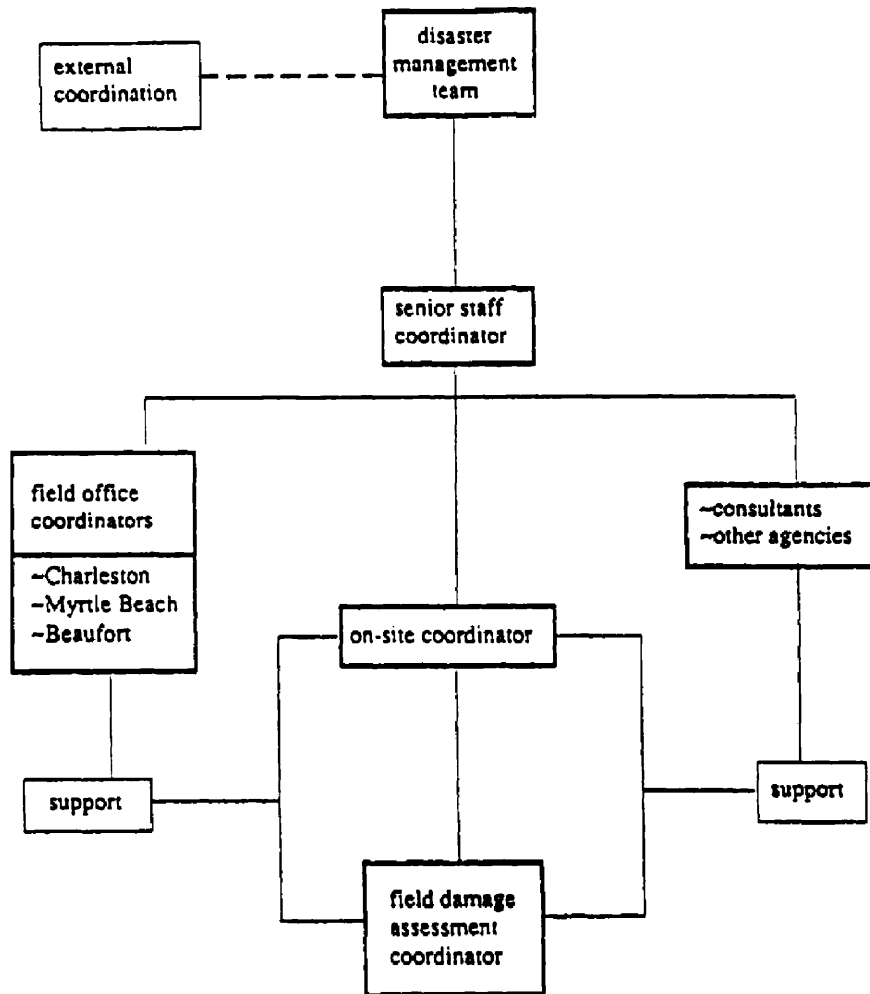 disaster
management
team
external
coordination
senior staff
coordinator
field office
coordinators
~Charleston
~Myrtle Beach
~Beaufort
~consultants
~other agencies
on-site coordinator
support
support
field damage
assessment
coordinator